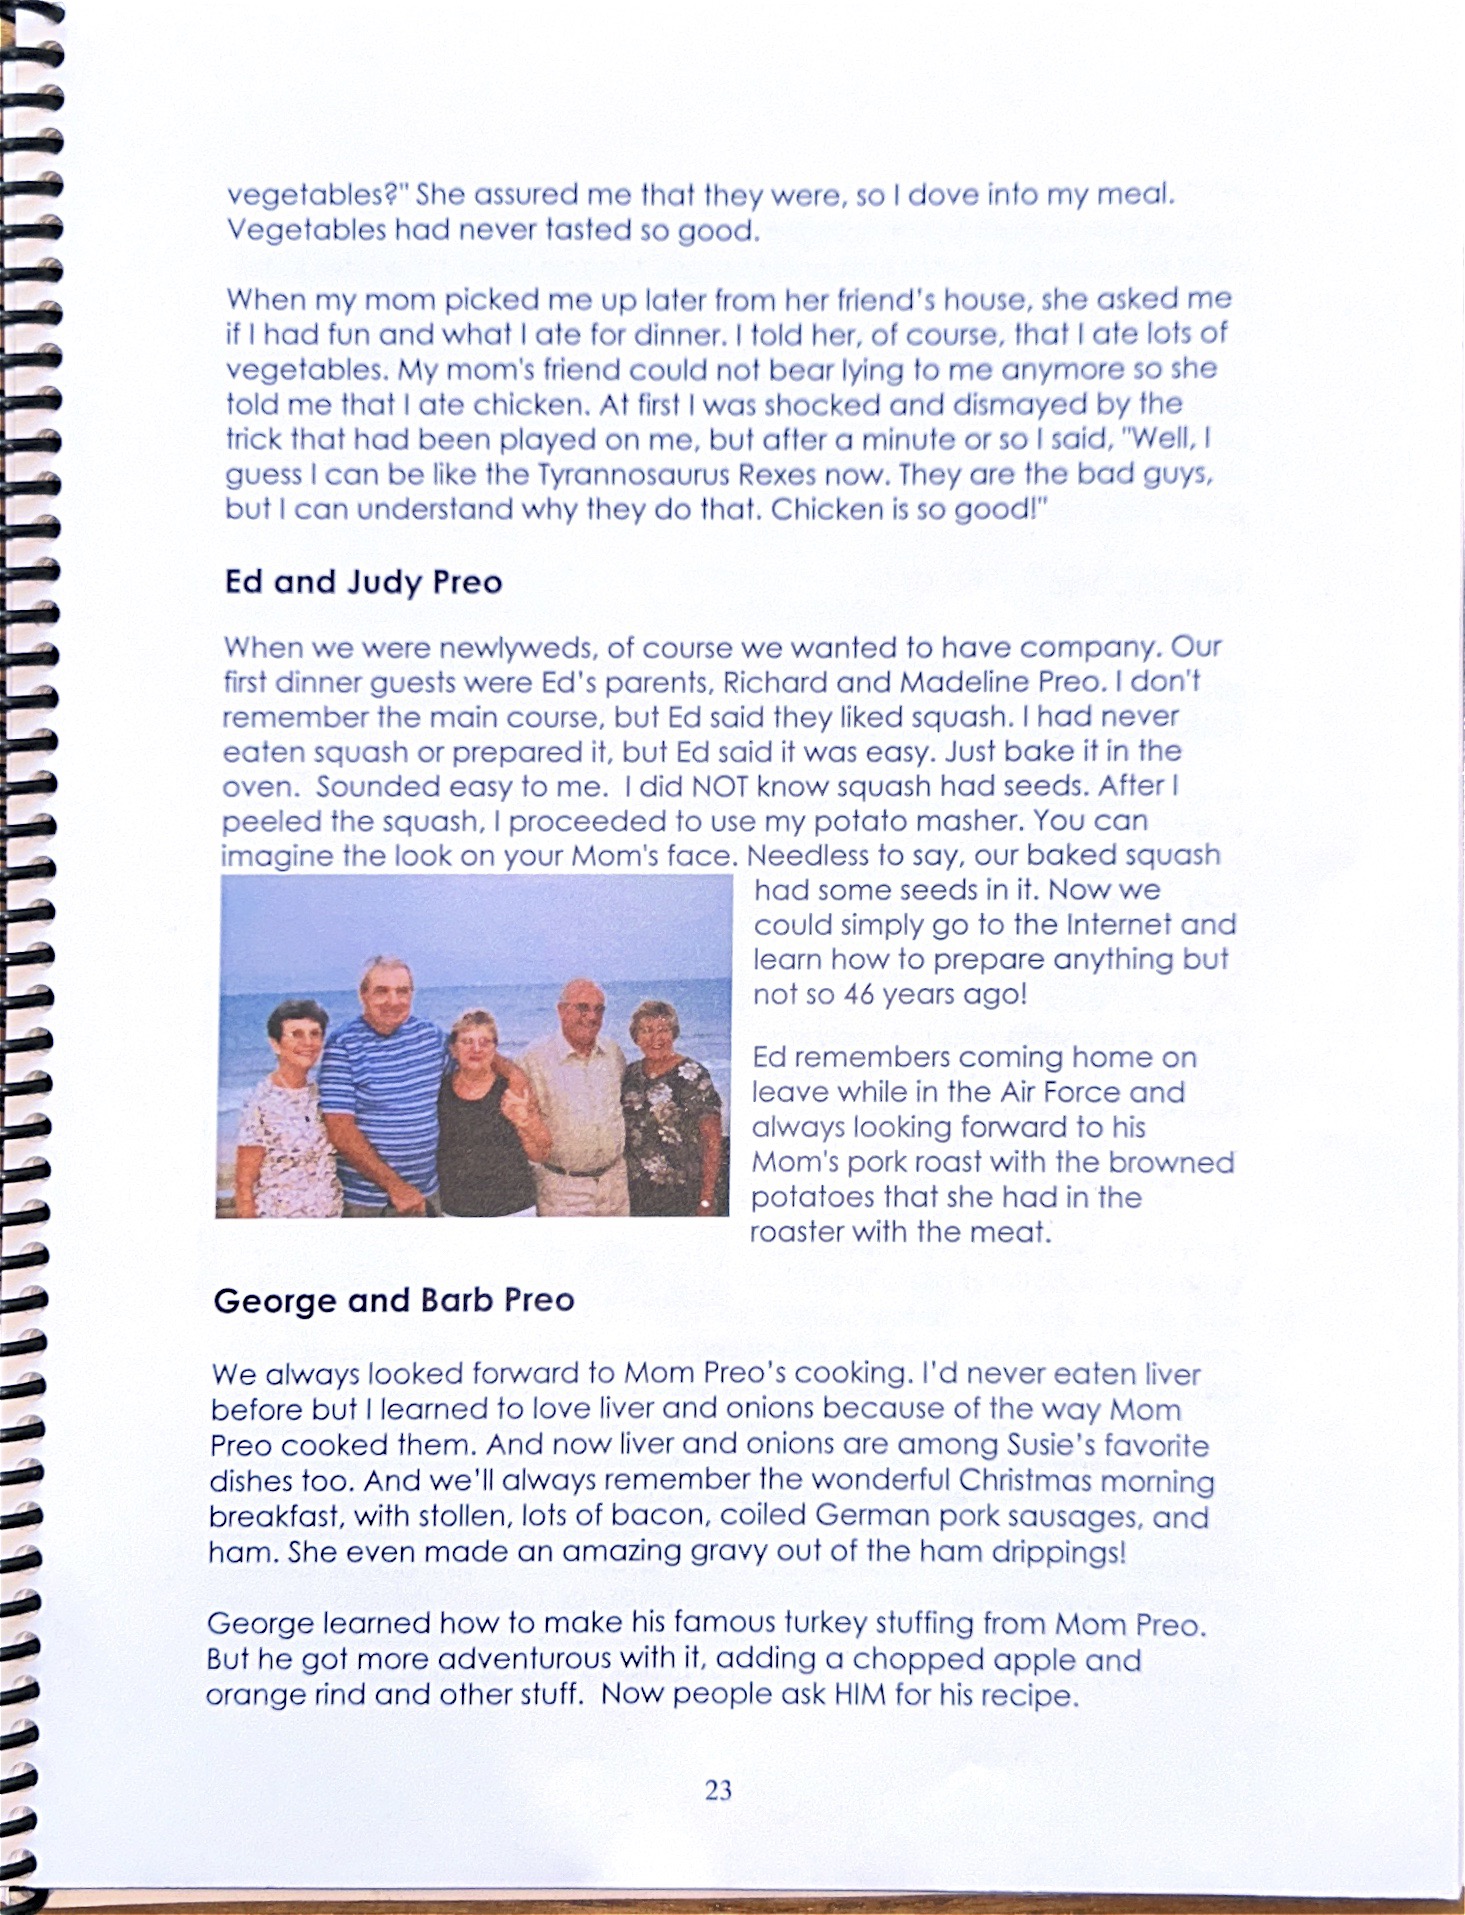 vegetables?" She assured me that they were, so I dove into my meal.
Vegetables had never tasted so good.
When my mom picked me up later from her friend's house, she asked me
if I had fun and what I ate for dinner. I told her, of course, that I ate lots of
vegetables. My mom's friend could not bear lying to me anymore so she
told me that I ate chicken. At first I was shocked and dismayed by the
trick that had been played on me, but after a minute or so I said, "Well, I
guess I can be like the Tyrannosaurus Rexes now. They are the bad guys,
but I can understand why they do that. Chicken is so good!"
Ed and Judy Preo
When we were newlyweds, of course we wanted to have company. Our
first dinner guests were Ed's parents, Richard and Madeline Preo. I don't
remember the main course, but Ed said they liked squash. I had never
eaten squash or prepared it, but Ed said it was easy. Just bake it in the
oven.  Sounded easy to me.  I did NOT know squash had seeds. After I
peeled the squash, I proceeded to use my potato masher. You can
imagine the look on your Mom's face. Needless to say, our baked squash
had some seeds in it. Now we
could simply go to the Internet and
learn how to prepare anything but
not so 46 years ago!
Ed remembers coming home on
leave while in the Air Force and
always looking forward to his
Mom's pork roast with the browned
potatoes that she had in the
roaster with the meat.
George and Barb Preo
We always looked forward to Mom Preo's cooking. I'd never eaten liver
before but I learned to love liver and onions because of the way Mom
Preo cooked them. And now liver and onions are among Susie's favorite
dishes too. And we'll always remember the wonderful Christmas morning
breakfast, with stollen, lots of bacon, coiled German pork sausages, and
ham. She even made an amazing gravy out of the ham drippings!
George learned how to make his famous turkey stuffing from Mom Preo.
But he got more adventurous with it, adding a chopped apple and
orange rind and other stuff.  Now people ask HIM for his recipe.
23